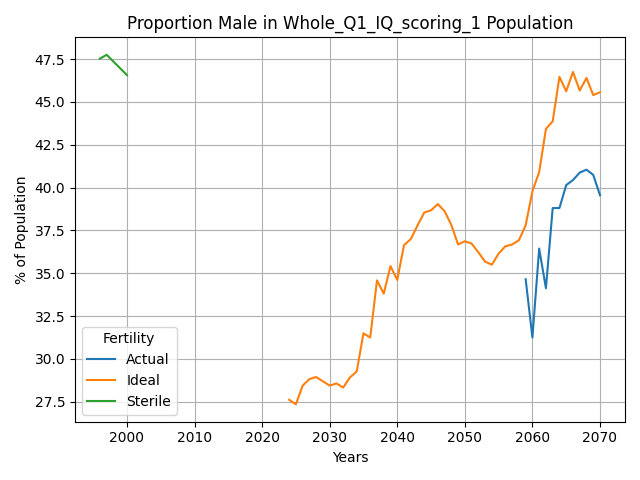 Proportion Male in Whole_Q1_IQ_scoring_1 Population
47.5
45.0
42.5
40.0
37.5
35.0
32.5
30.0
27.5
% of Population
Fertility
Actual
Ideal
Sterile
2000 2010 2020 2030 2040 2050 2060 2070
Years